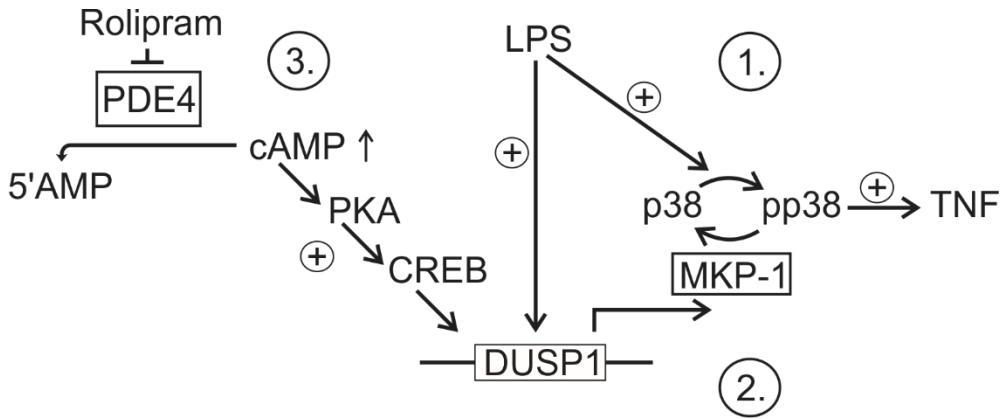 Rolipram
3.
LPS
1.
PDE4
+
cAMP ↑
+
5'AMP
PKA
p38
pp38
+
TNF
+
CREB
MKP-1
DUSP1
2.